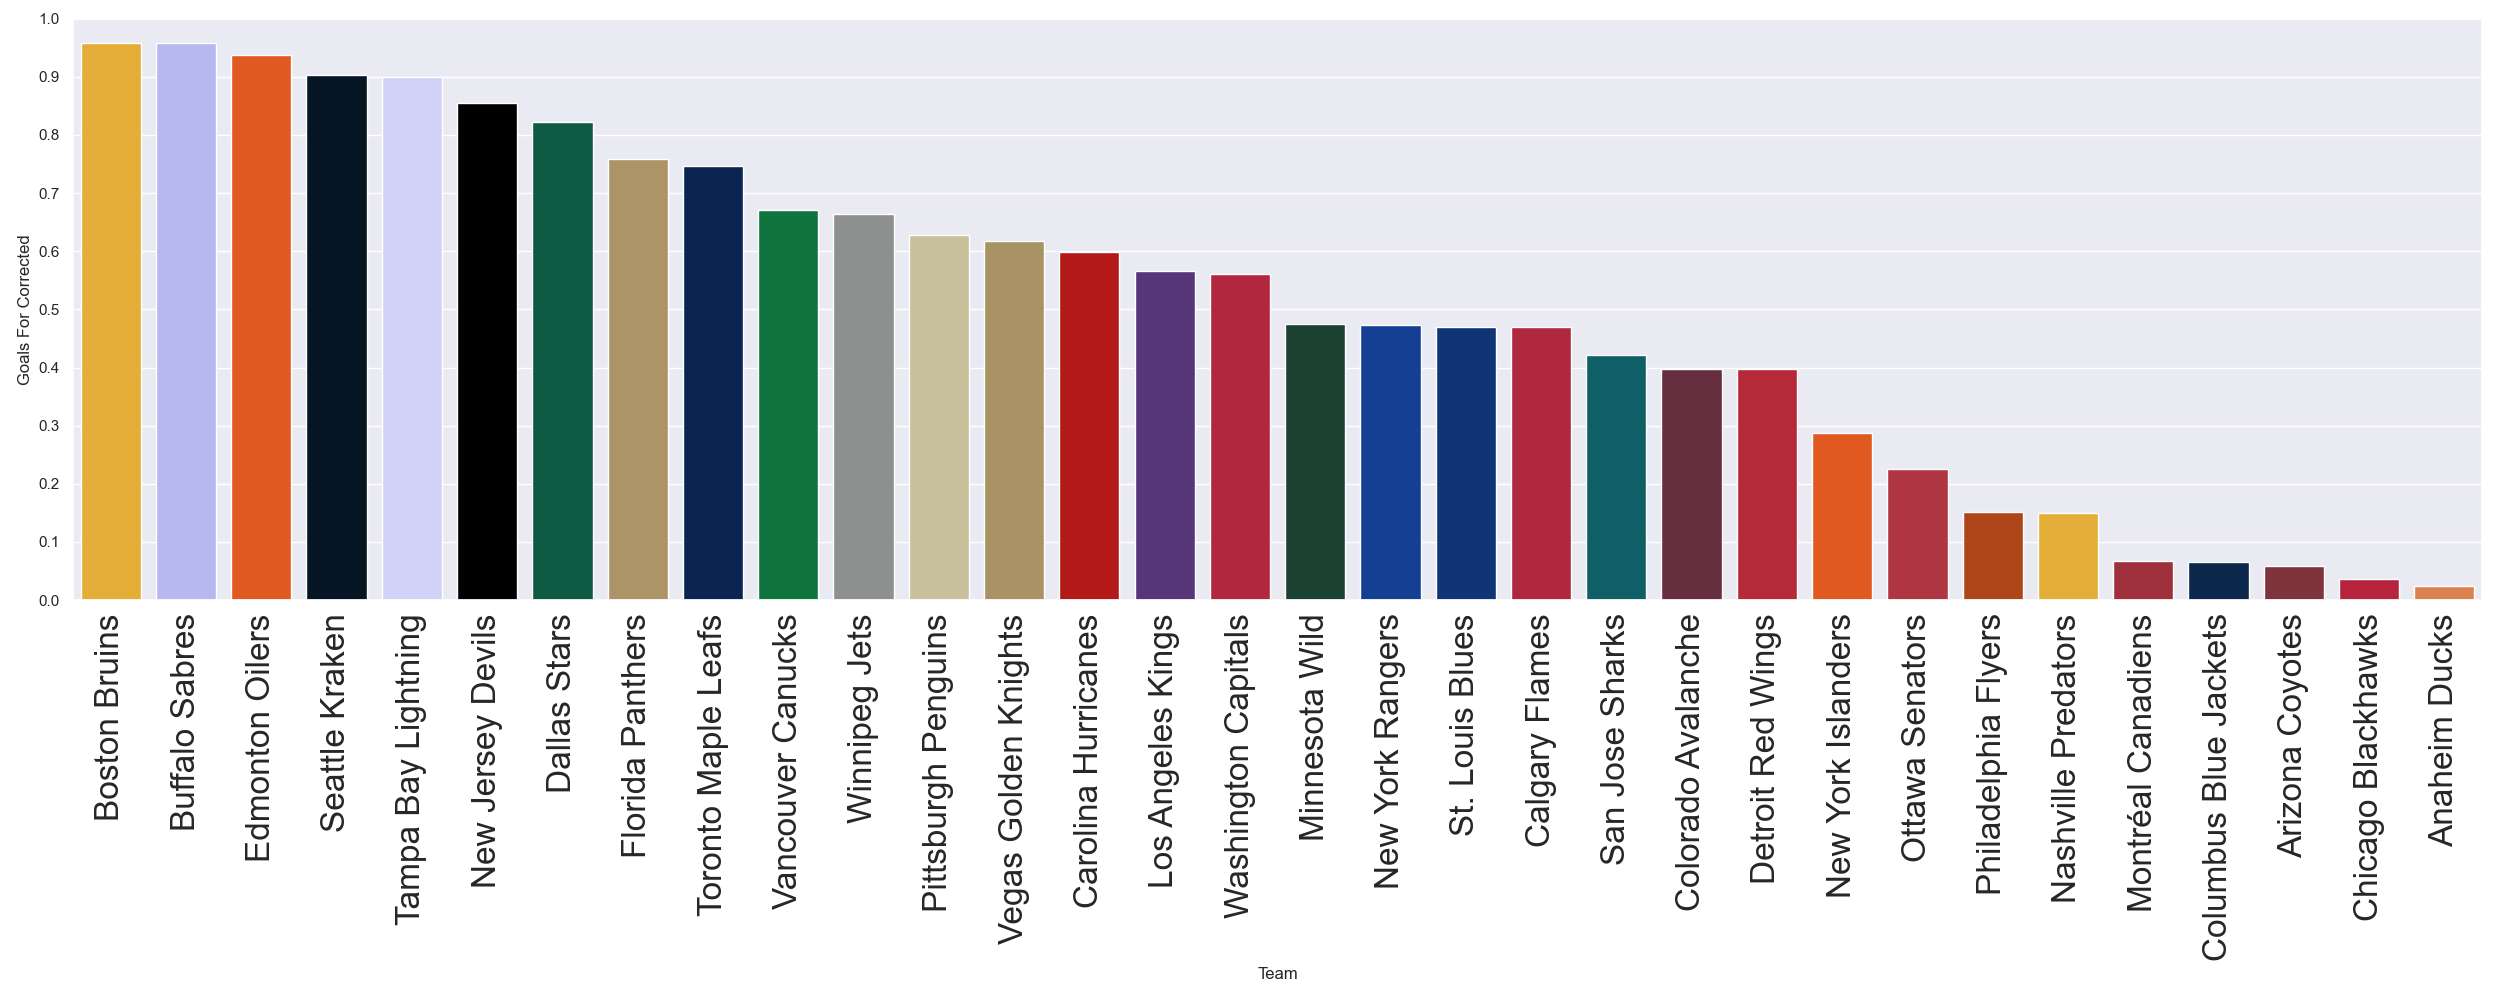 1.0
0.9
0.8
0.7
0.6
0.5
0.4
0.3
0.2
0.1
0.0
Goals For Corrected
Boston Bruins
Buffalo Sabres
Edmonton Oilers
Seattle Kraken
Tampa Bay Lightning
New Jersey Devils
Dallas Stars
Florida Panthers
Toronto Maple Leafs
Vancouver Canucks
Winnipeg Jets
Pittsburgh Penguins
Vegas Golden Knights
Carolina Hurricanes
Los Angeles Kings
Washington Capitals
Minnesota Wild
New York Rangers
St. Louis Blues
Calgary Flames
San Jose Sharks
Colorado Avalanche
Detroit Red Wings
New York Islanders
Ottawa Senators
Philadelphia Flyers
Nashville Predators
Montréal Canadiens
Columbus Blue Jackets
Arizona Coyotes
Chicago Blackhawks
Anaheim Ducks
Team